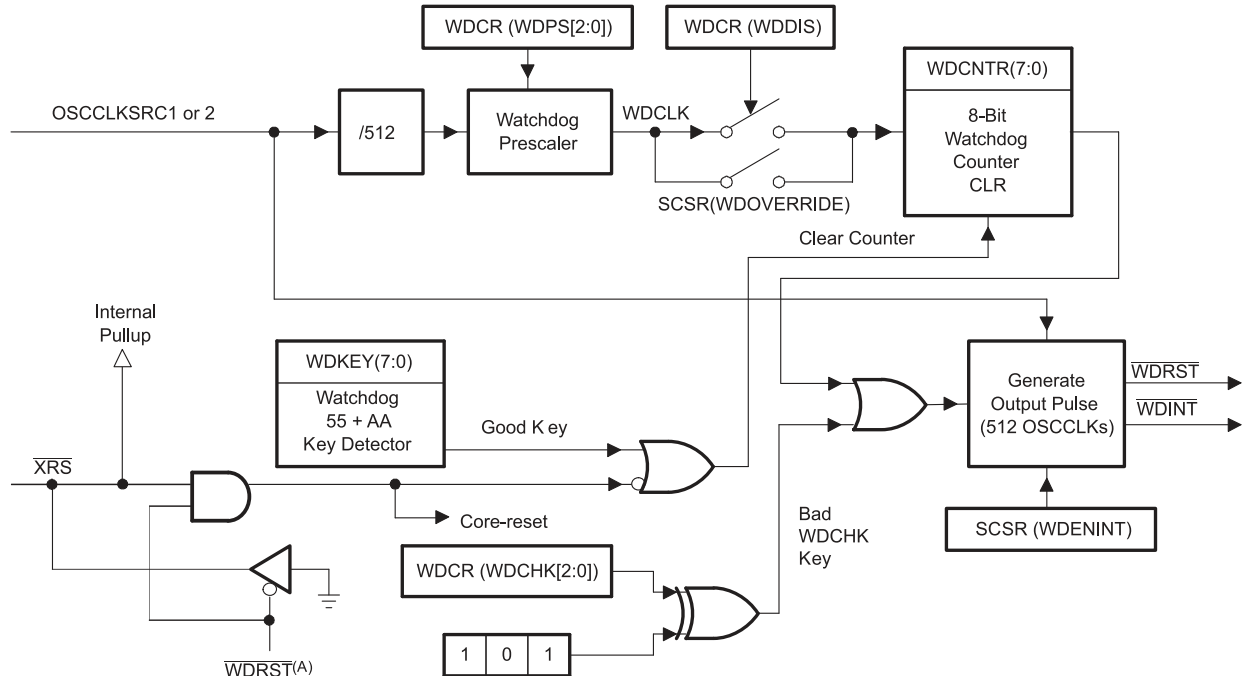 WDCR (WDPS[2:0])
WDCR (WDDIS)
WDCNTR(7:0)
OSCCLKSRC1 or 2
/512
Watchdog
Prescaler
WDCLK
8-Bit
Watchdog
Counter
CLR
SCSR(WDOVERRIDE)
Clear Counter
Internal
Pullup
WDKEY(7:0)
Watchdog
55 + AA
Key Detector
Good Key
Generate
Output Pulse
(512 OSCCLKs)
WDRST
WDINT
XRS
Core-reset
Bad
WDCHK
Key
SCSR (WDENINT)
WDCR (WDCHK[2:0])
WDRST(A)
1 0 1